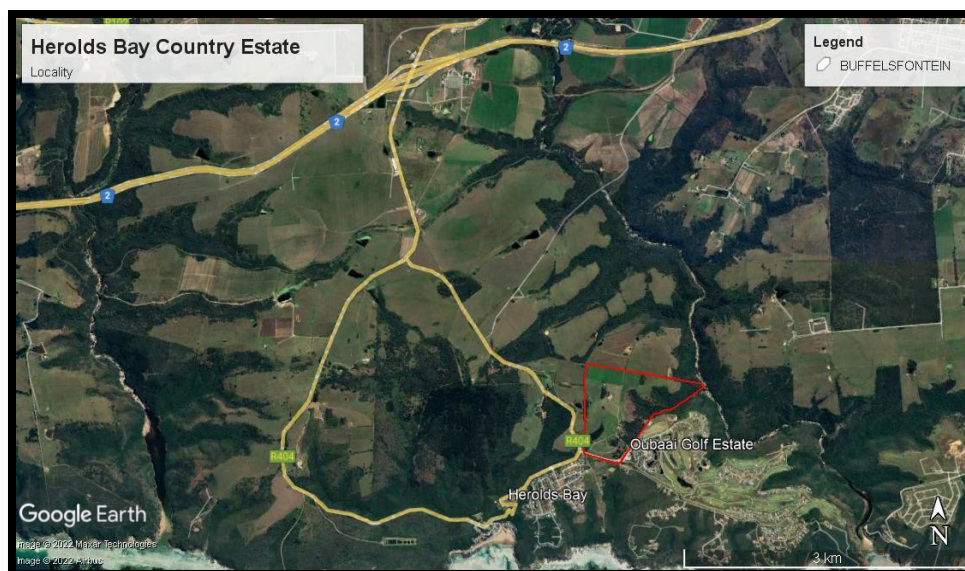 Herolds Bay Country Estate
Locality
Legend
BUFFELSFONTEIN
R102
2
2
2
R404
R404
Oubaai Golf Estate
Herolds Bay
Google Earth
Image © 2022 Maxar Technologies
Image © 2022 Airbus
N
3 km